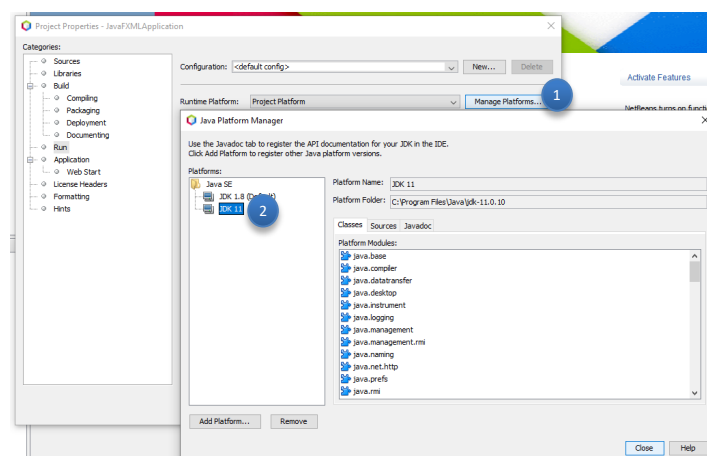 Project Properties - JavaFXMLApplication
Categories:
Sources
Libraries
Build
Compiling
Packaging
Deployment
Documenting
Run
Application
Web Start
License Headers
Formatting
Hints
Configuration: <default config> New... Delete
Runtime Platform: Project Platform Manage Platforms...
1
Activate Features
NetBeans turns on functi
Java Platform Manager
Use the Javadoc tab to register the API documentation for your JDK in the IDE.
Click Add Platform to register other Java platform versions.
Platforms:
Java SE
JDK 1.8 (Default)
JDK 11
2
Platform Name: JDK 11
Platform Folder: C:\Program Files\Java\jdk-11.0.10
Classes Sources Javadoc
Platform Modules:
java.base
java.compiler
java.datatransfer
java.desktop
java.instrument
java.logging
java.management
java.management.rmi
java.naming
java.net.http
java.prefs
java.rmi
Add Platform... Remove
Close Help